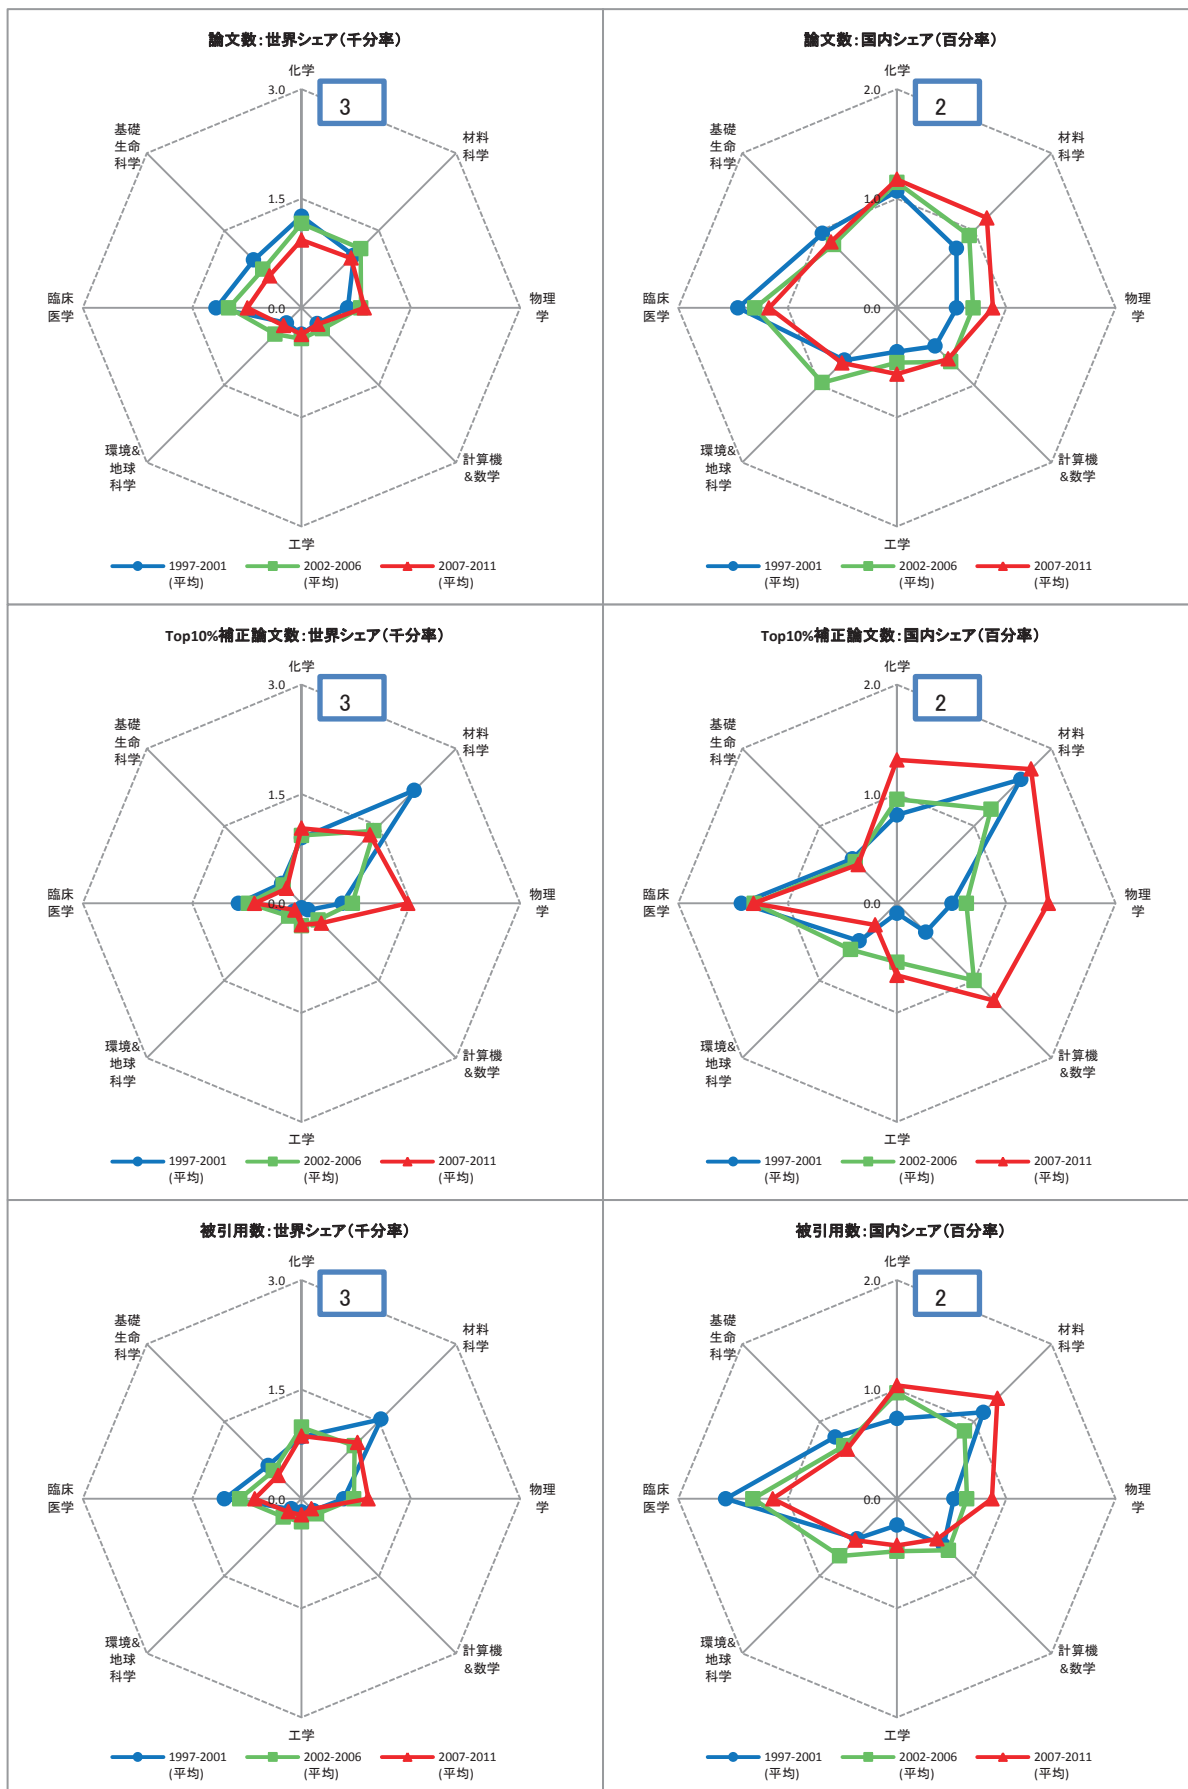 論文数：世界シェア（千分率）
化学
3.0
3
基礎
生命
科学
材料
科学
1.5
臨床
医学
0.0
物理
学
環境&
地球
科学
計算機
&数学
工学
1997-2001
(平均)
2002-2006
(平均)
2007-2011
(平均)
論文数：国内シェア（百分率）
化学
2.0
2
基礎
生命
科学
材料
科学
1.0
臨床
医学
0.0
物理
学
環境&
地球
科学
計算機
&数学
工学
1997-2001
(平均)
2002-2006
(平均)
2007-2011
(平均)
Top10%補正論文数：世界シェア（千分率）
化学
3.0
3
基礎
生命
科学
材料
科学
1.5
臨床
医学
0.0
物理
学
環境&
地球
科学
計算機
&数学
工学
1997-2001
(平均)
2002-2006
(平均)
2007-2011
(平均)
Top10%補正論文数：国内シェア（百分率）
化学
2.0
2
基礎
生命
科学
材料
科学
1.0
臨床
医学
0.0
物理
学
環境&
地球
科学
計算機
&数学
工学
1997-2001
(平均)
2002-2006
(平均)
2007-2011
(平均)
被引用数：世界シェア（千分率）
化学
3.0
3
基礎
生命
科学
材料
科学
1.5
臨床
医学
0.0
物理
学
環境&
地球
科学
計算機
&数学
工学
1997-2001
(平均)
2002-2006
(平均)
2007-2011
(平均)
被引用数：国内シェア（百分率）
化学
2.0
2
基礎
生命
科学
材料
科学
1.0
臨床
医学
0.0
物理
学
環境&
地球
科学
計算機
&数学
工学
1997-2001
(平均)
2002-2006
(平均)
2007-2011
(平均)